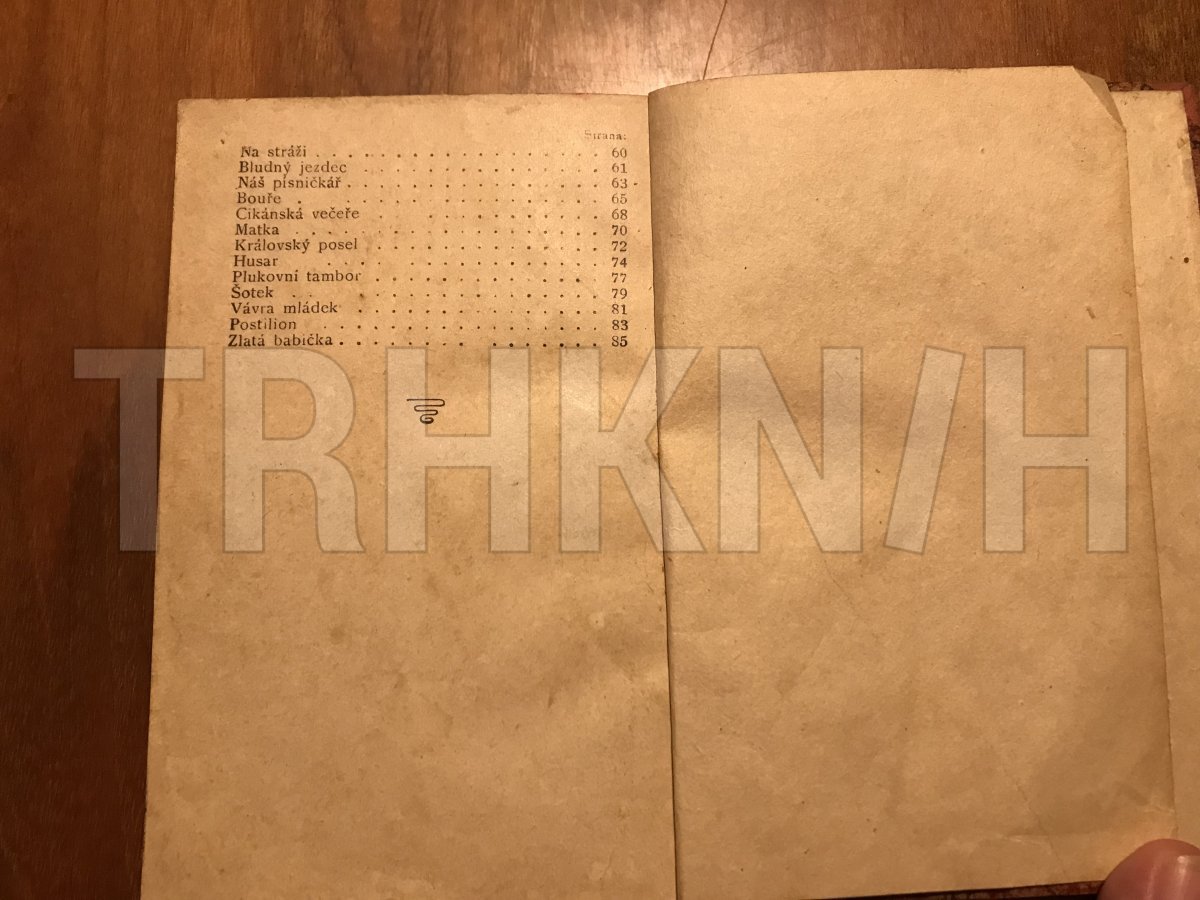 Strana:
Na stráži . . . . . . . . . . . . . . . . 60
Bludný jezdec . . . . . . . . . . . . . 61
Náš písničkář . . . . . . . . . . . . . . 63
Bouře . . . . . . . . . . . . . . . . 65
Cikánská večeře . . . . . . . . . . . . 68
Matka . . . . . . . . . . . . . . . . . 70
Královský posel . . . . . . . . . . . . . 72
Husar . . . . . . . . . . . . . . . . 74
Plukovní tambor . . . . . . . . . . . . 77
Šotek . . . . . . . . . . . . . . . . 79
Vávra mládek . . . . . . . . . . . . . . 81
Postilion . . . . . . . . . . . . . . . 83
Zlatá babička . . . . . . . . . . . . . . 85
TRHKN/H